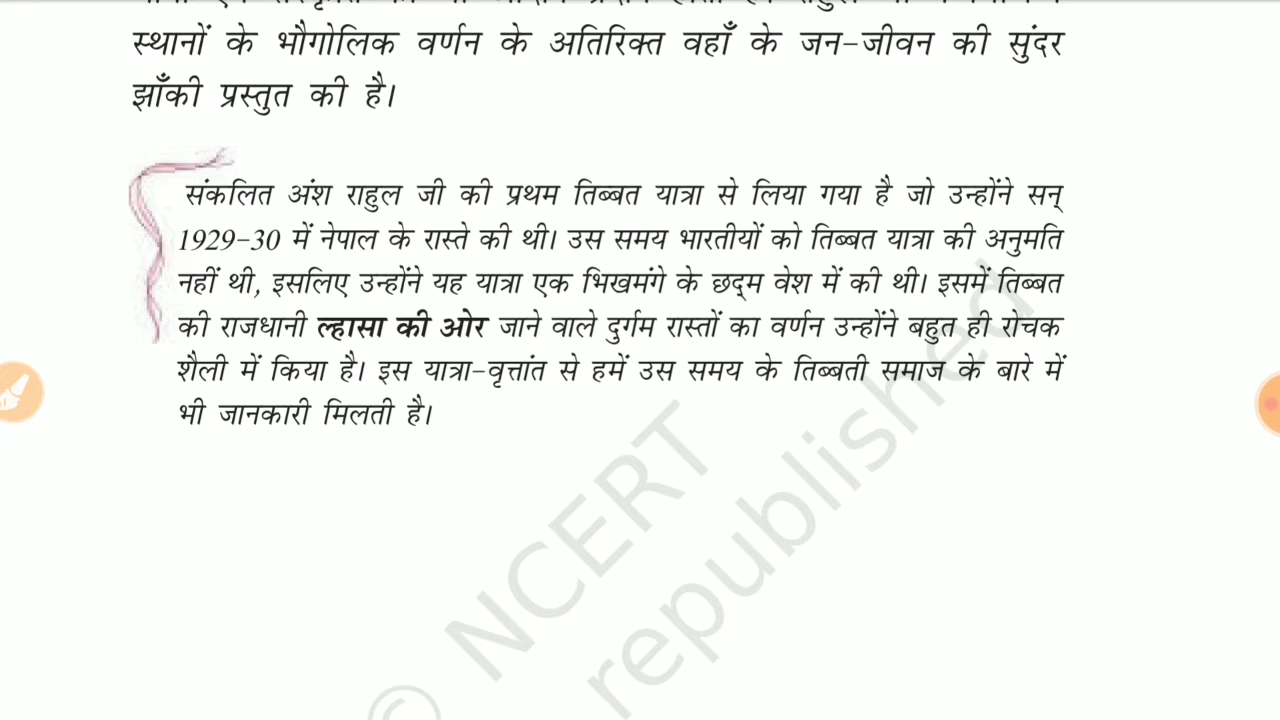 स्थानों के भौगोलिक वर्णन के अतिरिक्त वहाँ के जन-जीवन की सुंदर
झाँकी प्रस्तुत की है।
संकलित अंश राहुल जी की प्रथम तिब्बत यात्रा से लिया गया है जो उन्होंने सन्
1929-30 में नेपाल के रास्ते की थी। उस समय भारतीयों को तिब्बत यात्रा की अनुमति
नहीं थी, इसलिए उन्होंने यह यात्रा एक भिखमंगे के छद्म वेश में की थी। इसमें तिब्बत
की राजधानी ल्हासा की ओर जाने वाले दुर्गम रास्तों का वर्णन उन्होंने बहुत ही रोचक
शैली में किया है। इस यात्रा-वृत्तांत से हमें उस समय के तिब्बती समाज के बारे में
भी जानकारी मिलती है।
© NCERT
republished